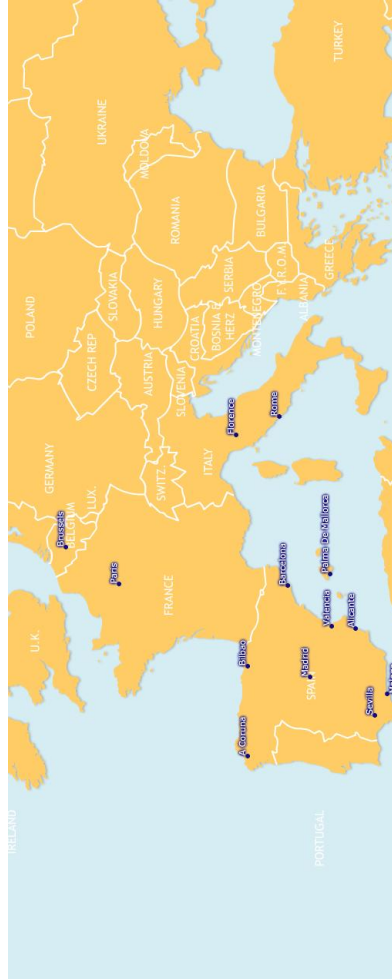 IRELAND
U.K.
POLAND
GERMANY
Brussels
BELGIUM
LUX.
CZECH REP
UKRAINE
SLOVAKIA
Paris
FRANCE
SWITZ.
AUSTRIA
HUNGARY
MOLDOVA
SLOVENIA
CROATIA
ROMANIA
ITALY
BOSNIA &
HERZ.
SERBIA
Florence
MONTENEGRO
BULGARIA
F.Y.R.O.M.
A Coruna
Bilbao
Rome
ALBANIA
Barcelona
GREECE
TURKEY
PORTUGAL
Madrid
SPAIN
Valencia
Palma De Mallorca
Alicante
Sevilla